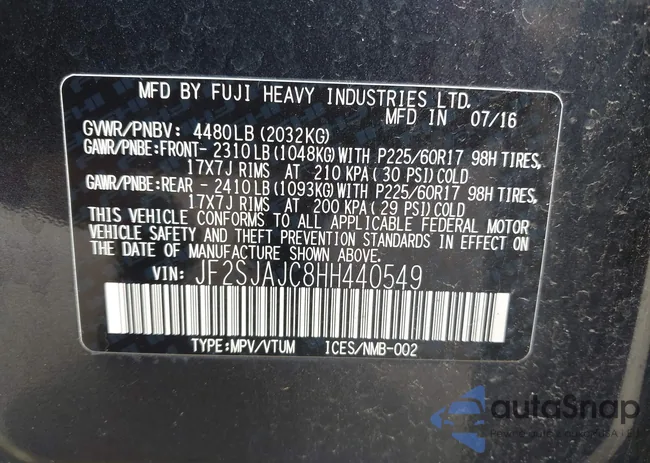 MFD BY FUJI HEAVY INDUSTRIES LTD.
MFD IN 07/16
GVWR/PNBV: 4480LB (2032KG)
GAWR/PNBE:FRONT- 2310LB (1048KG) WITH P225/60R17 98H TIRES,
17X7J RIMS AT 210 KPA ( 30 PSI) COLD
GAWR/PNBE:REAR - 2410LB (1093KG) WITH P225/60R17 98H TIRES,
17X7J RIMS AT 200 KPA ( 29 PSI) COLD
THIS VEHICLE CONFORMS TO ALL APPLICABLE FEDERAL MOTOR
VEHICLE SAFETY AND THEFT PREVENTION STANDARDS IN EFFECT ON
THE DATE OF MANUFACTURE SHOWN ABOVE.
VIN: JF2SJAJC8HH440549
TYPE:MPV/VTUM ICES/NMB-002
autoSnap